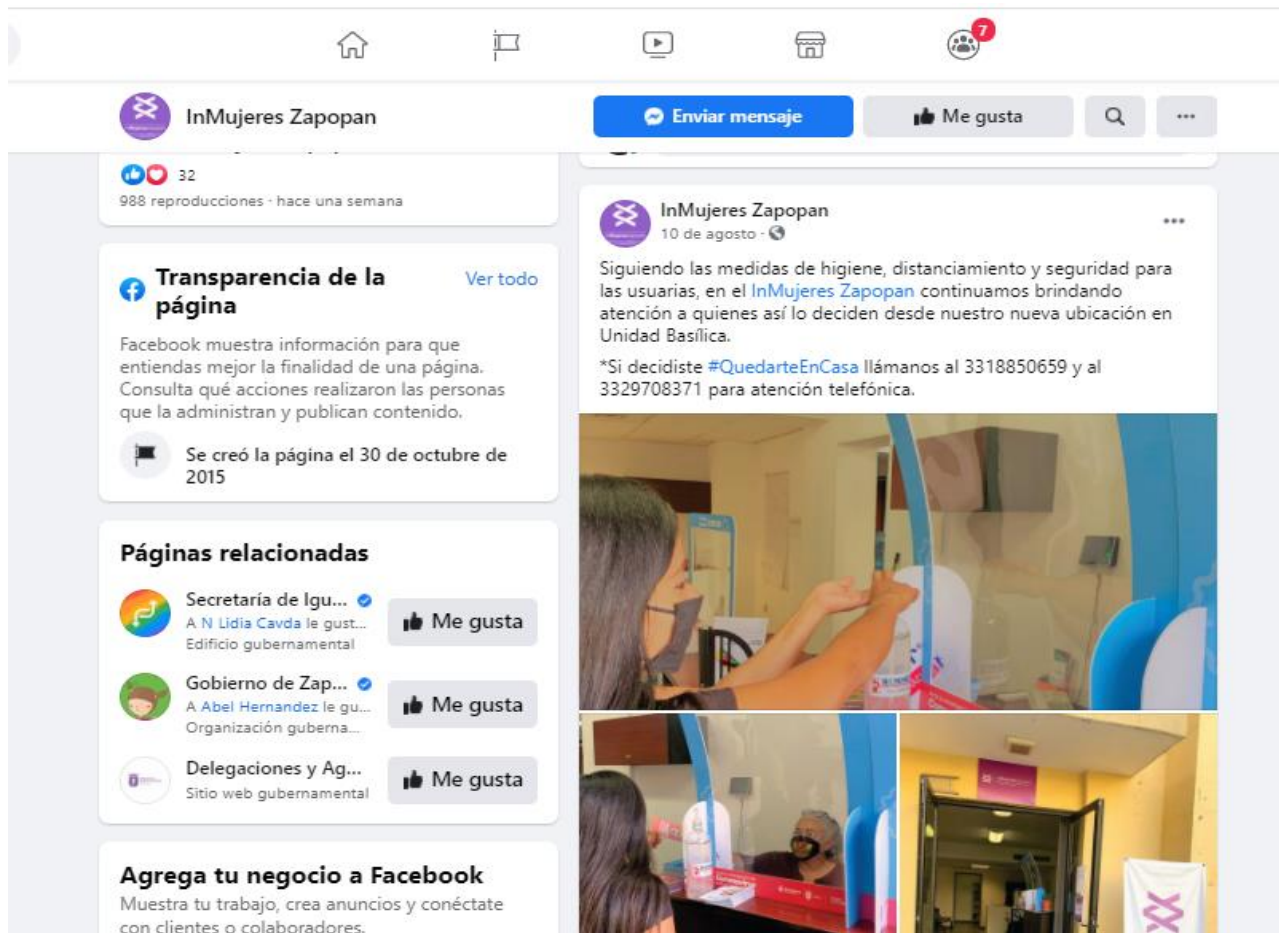 7
InMujeres Zapopan
Enviar mensaje
Me gusta
32
988 reproducciones · hace una semana
Transparencia de la
página
Ver todo
Facebook muestra información para que
entiendas mejor la finalidad de una página.
Consulta qué acciones realizaron las personas
que la administran y publican contenido.
Se creó la página el 30 de octubre de
2015
Páginas relacionadas
Secretaría de Igu...
A N Lidia Cavda le gust...
Edificio gubernamental
Me gusta
Gobierno de Zap...
A Abel Hernandez le gu...
Organización guberna...
Me gusta
Delegaciones y Ag...
Sitio web gubernamental
Me gusta
Agrega tu negocio a Facebook
Muestra tu trabajo, crea anuncios y conéctate
con clientes o colaboradores.
InMujeres Zapopan
10 de agosto ·
Siguiendo las medidas de higiene, distanciamiento y seguridad para
las usuarias, en el InMujeres Zapopan continuamos brindando
atención a quienes así lo deciden desde nuestro nueva ubicación en
Unidad Basílica.
*Si decidiste #QuedarteEnCasa llámanos al 3318850659 y al
3329708371 para atención telefónica.